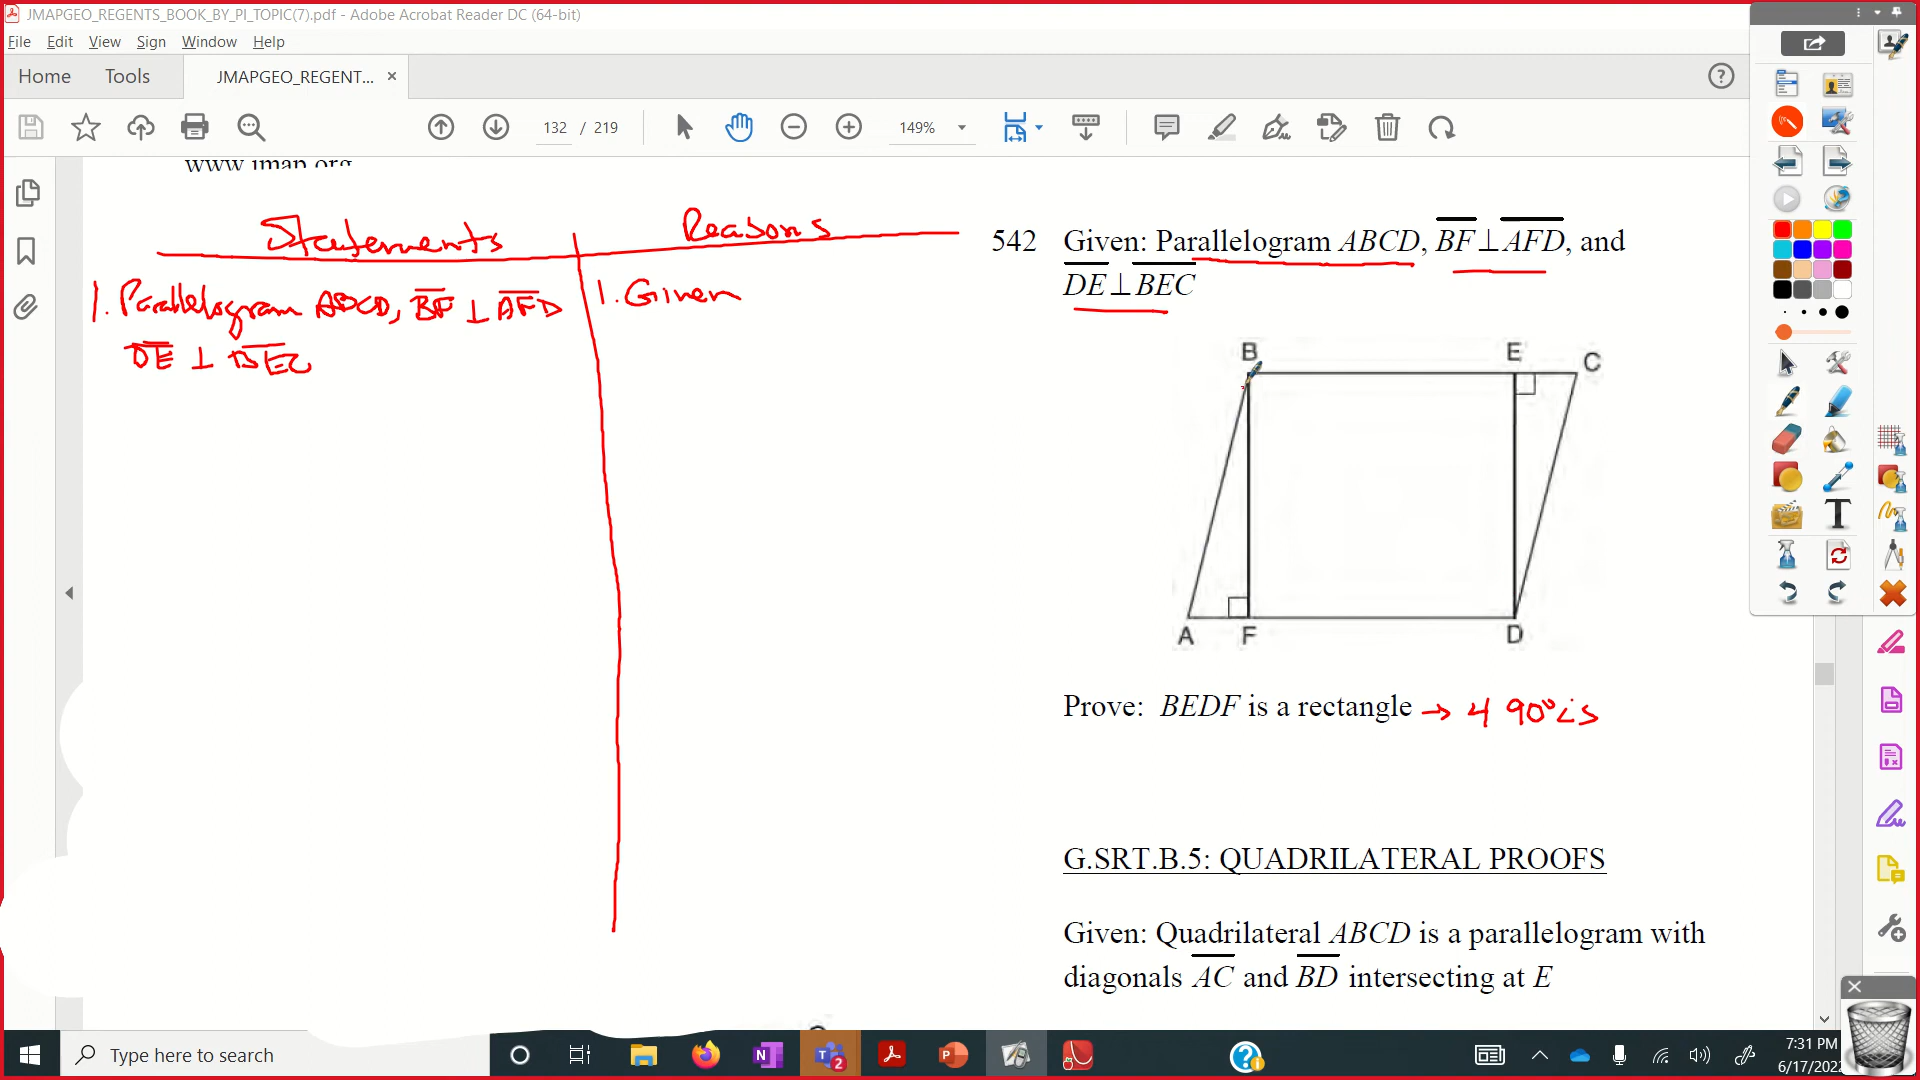 JMAPGEO_REGENTS_BOOK_BY_PI_TOPIC(7).pdf - Adobe Acrobat Reader DC (64-bit)
File Edit View Sign Window Help
Home Tools JMAPGEO_REGENT... ×
132 / 219 149%
www.jmap.org
Statements Reasons
1. Parallelogram ABCD, BF ⊥ AFD 1. Given
DE ⊥ BEC
542 Given: Parallelogram ABCD, BF ⊥ AFD, and
DE ⊥ BEC
B E C
A F D
Prove: BEDF is a rectangle → 4 90° ∠s
G.SRT.B.5: QUADRILATERAL PROOFS
Given: Quadrilateral ABCD is a parallelogram with
diagonals AC and BD intersecting at E
Type here to search
7:31 PM